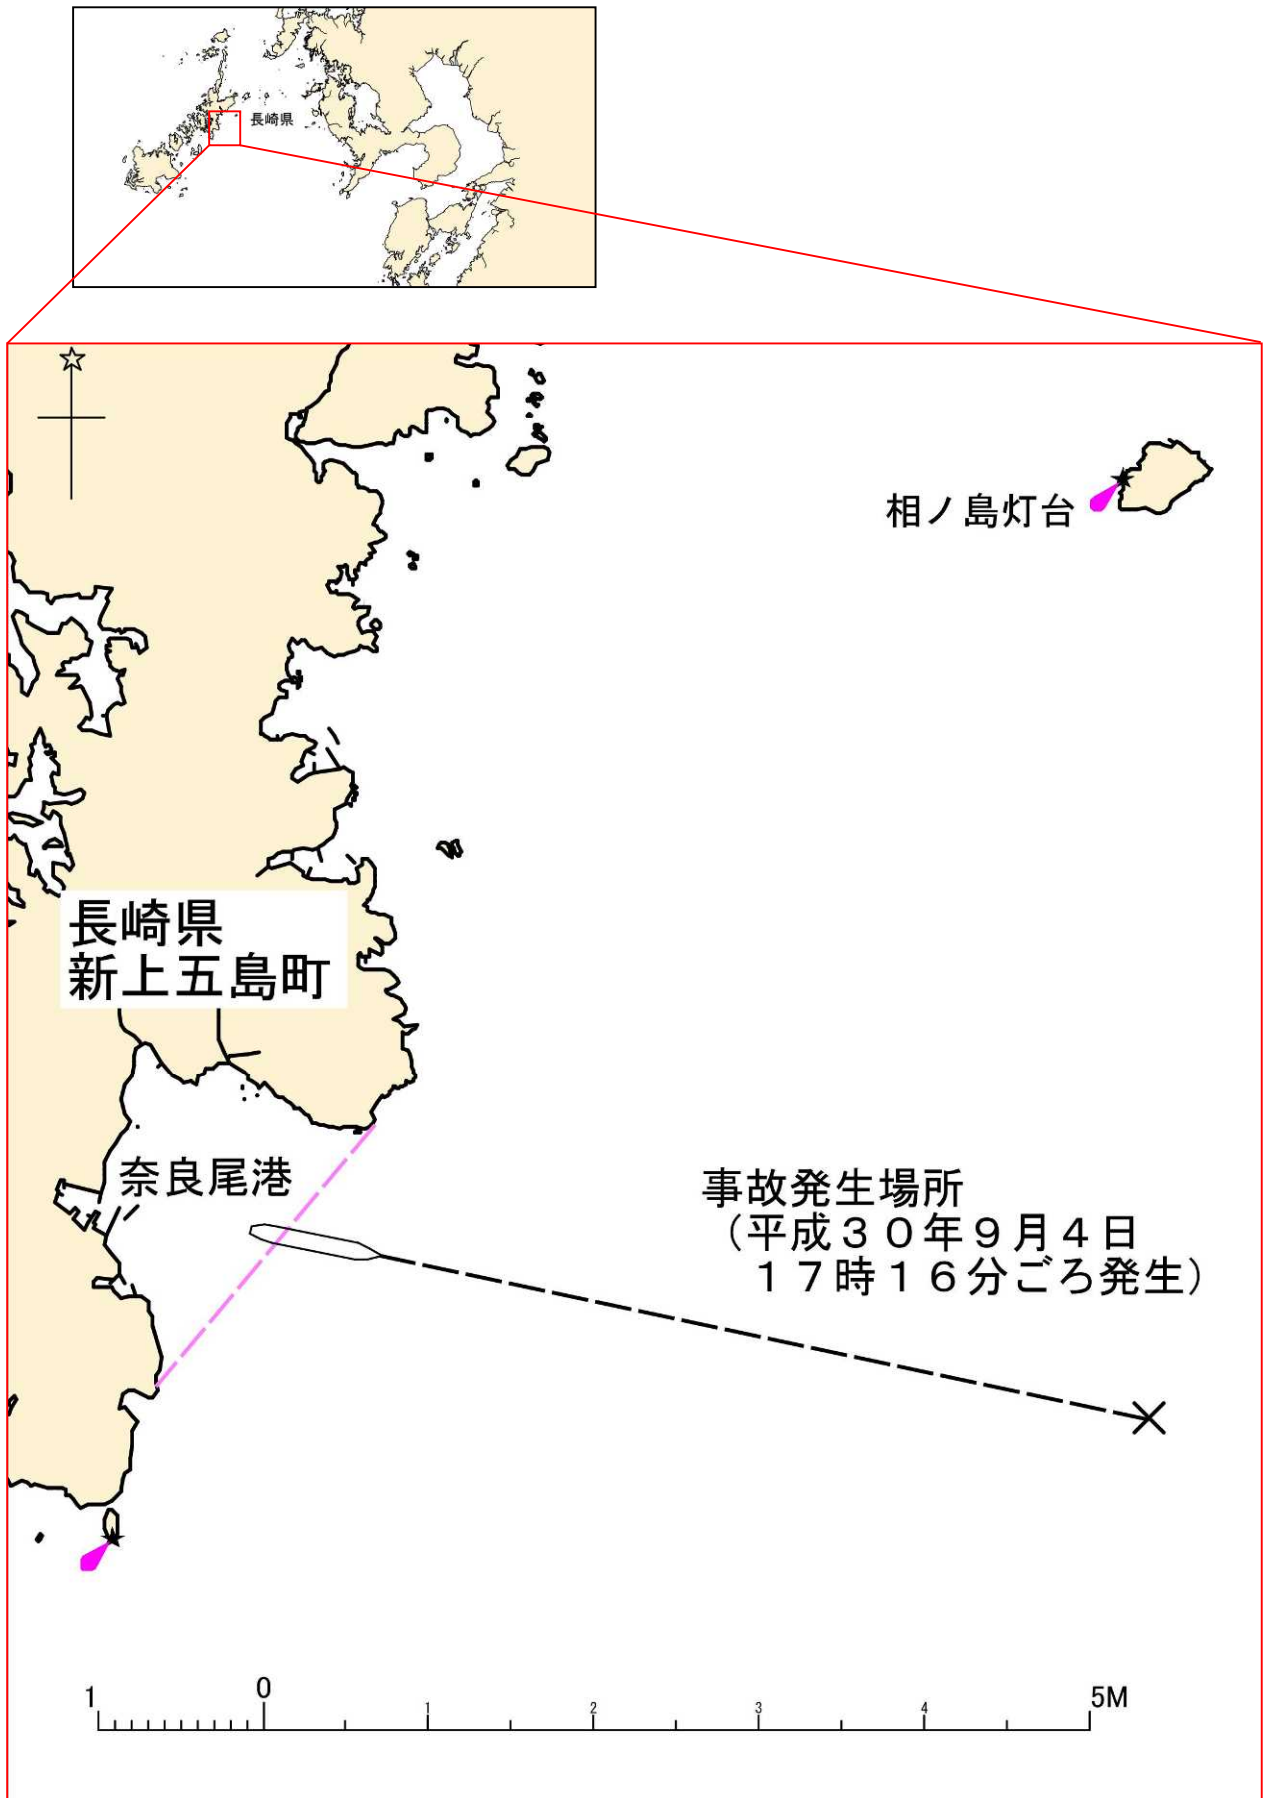 長崎県
相ノ島灯台
長崎県
新上五島町
奈良尾港
事故発生場所
（平成３０年９月４日
１７時１６分ごろ発生）
1 0 1 2 3 4 5M